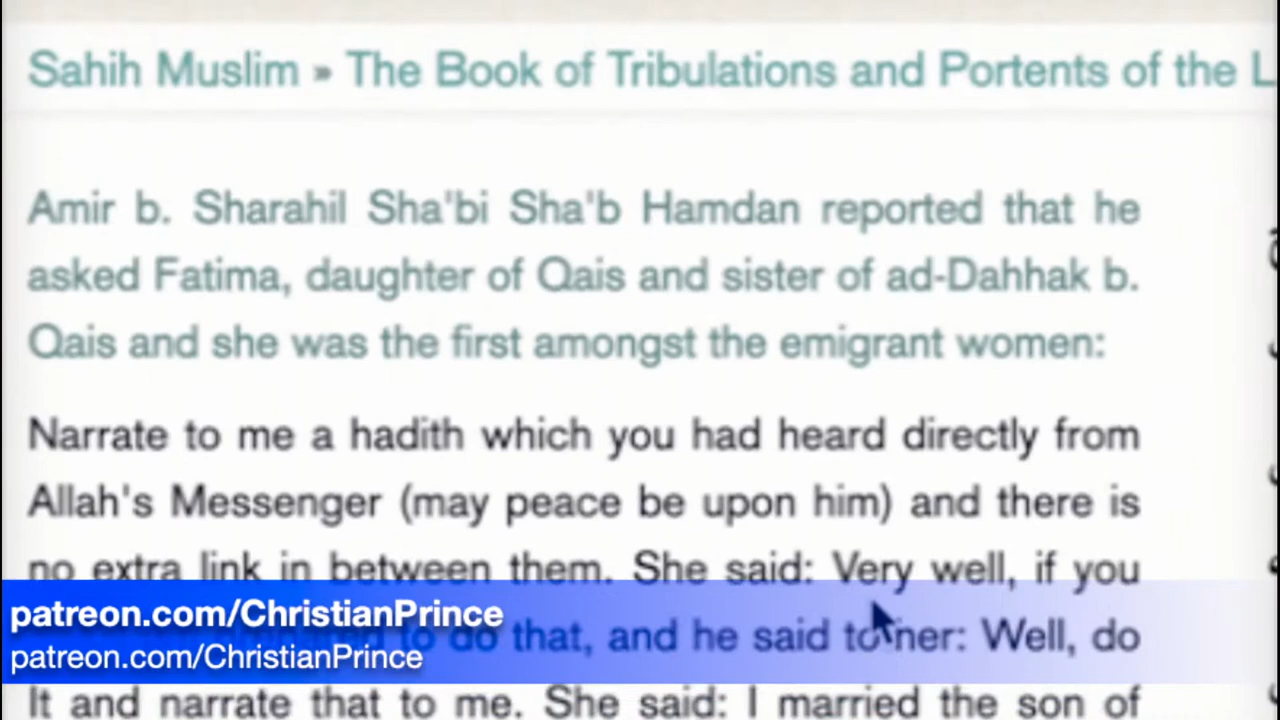 Sahih Muslim » The Book of Tribulations and Portents of the L
Amir b. Sharahil Sha'bi Sha'b Hamdan reported that he
asked Fatima, daughter of Qais and sister of ad-Dahhak b.
Qais and she was the first amongst the emigrant women:
Narrate to me a hadith which you had heard directly from
Allah's Messenger (may peace be upon him) and there is
no extra link in between them. She said: Very well, if you
patreon.com/ChristianPrince
to do that, and he said to her: Well, do
patreon.com/ChristianPrince
It and narrate that to me. She said: I married the son of